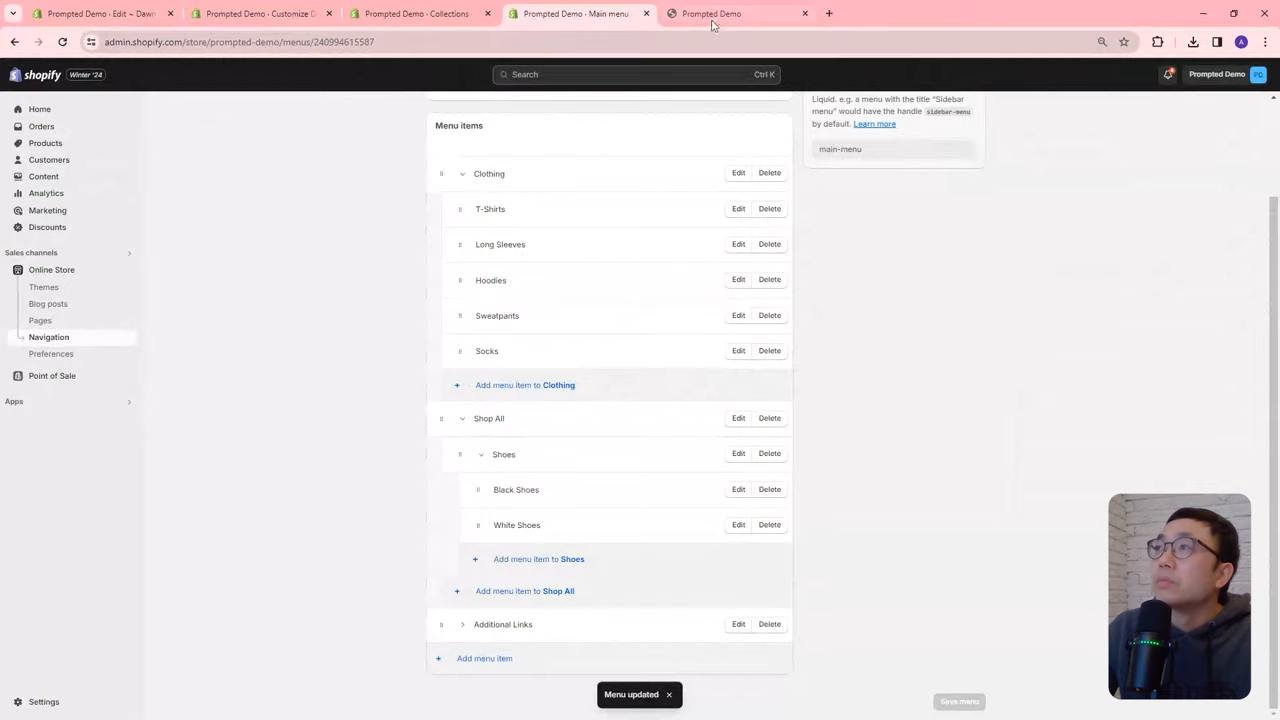 Prompted Demo · Edit ~ Dawn
Prompted Demo · Customize D
Prompted Demo · Collections
Prompted Demo · Main menu
Prompted Demo
admin.shopify.com/store/prompted-demo/menus/240994615587
A
shopify
Winter '24
Search
Ctrl K
Prompted Demo
PD
Home
Orders
Products
Customers
Content
Analytics
Marketing
Discounts
Sales channels
Online Store
Themes
Blog posts
Pages
Navigation
Preferences
Point of Sale
Apps
Settings
Menu items
Clothing Edit Delete
T-Shirts Edit Delete
Long Sleeves Edit Delete
Hoodies Edit Delete
Sweatpants Edit Delete
Socks Edit Delete
+ Add menu item to Clothing
Shop All Edit Delete
Shoes Edit Delete
Black Shoes Edit Delete
White Shoes Edit Delete
+ Add menu item to Shoes
+ Add menu item to Shop All
Additional Links Edit Delete
+ Add menu item
Liquid. e.g. a menu with the title “Sidebar
menu” would have the handle sidebar-menu
by default. Learn more
main-menu
Menu updated
Save menu